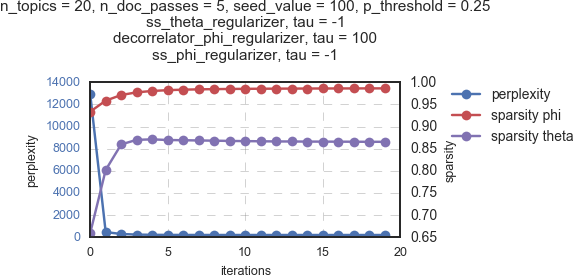 n_topics = 20, n_doc_passes = 5, seed_value = 100, p_threshold = 0.25
ss_theta_regularizer, tau = -1
decorrelator_phi_regularizer, tau = 100
ss_phi_regularizer, tau = -1
14000
12000
10000
8000
6000
4000
2000
0
perplexity
1.00
0.95
0.90
0.85
0.80
0.75
0.70
0.65
sparsity
perplexity
sparsity phi
sparsity theta
0 5 10 15 20
iterations